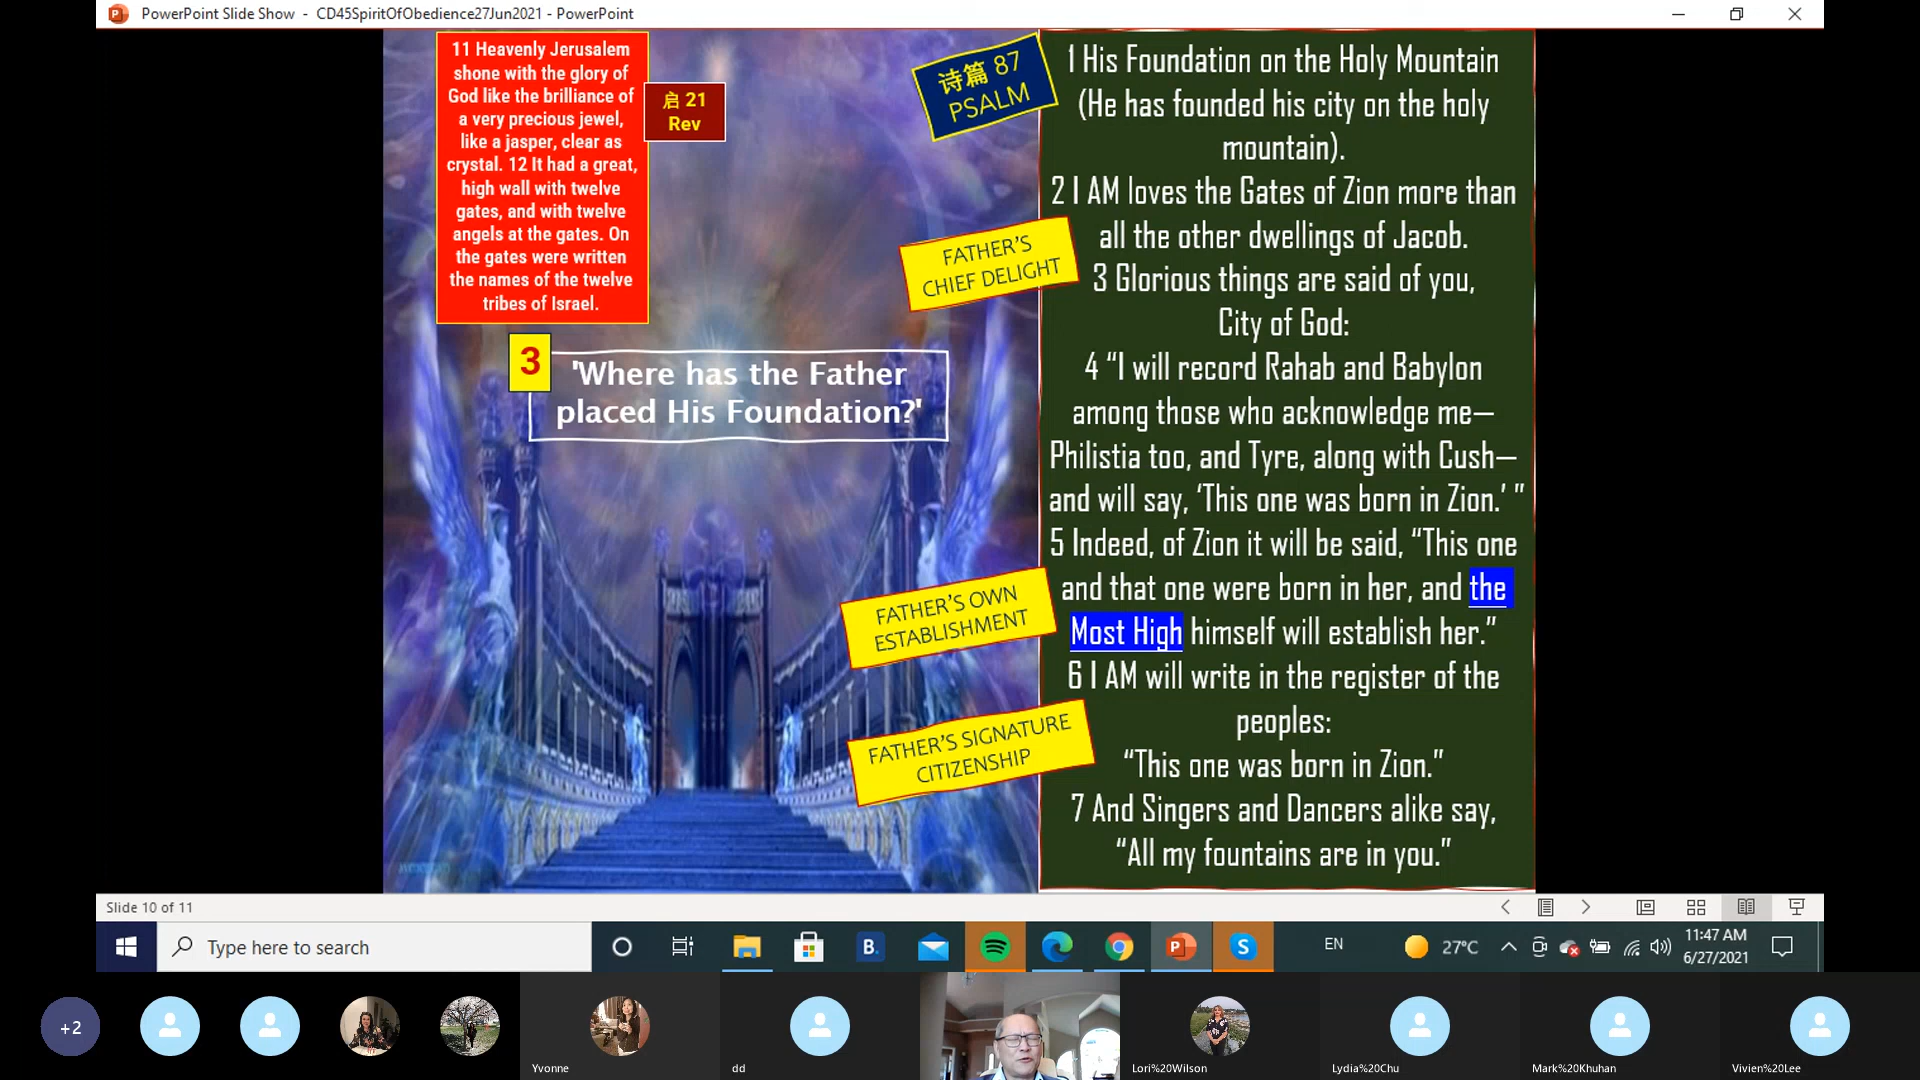 PowerPoint Slide Show - CD45SpiritOfObedience27Jun2021 - PowerPoint
11 Heavenly Jerusalem
shone with the glory of
God like the brilliance of
a very precious jewel,
like a jasper, clear as
crystal. 12 It had a great,
high wall with twelve
gates, and with twelve
angels at the gates. On
the gates were written
the names of the twelve
tribes of Israel.
启 21
Rev
3
'Where has the Father
placed His Foundation?'
诗篇 87
PSALM
FATHER'S
CHIEF DELIGHT
FATHER'S OWN
ESTABLISHMENT
FATHER'S SIGNATURE
CITIZENSHIP
1 His Foundation on the Holy Mountain
(He has founded his city on the holy
mountain).
2 I AM loves the Gates of Zion more than
all the other dwellings of Jacob.
3 Glorious things are said of you,
City of God:
4 “I will record Rahab and Babylon
among those who acknowledge me—
Philistia too, and Tyre, along with Cush—
and will say, ‘This one was born in Zion.’ ”
5 Indeed, of Zion it will be said, “This one
and that one were born in her, and the
Most High himself will establish her.”
6 I AM will write in the register of the
peoples:
“This one was born in Zion.”
7 And Singers and Dancers alike say,
“All my fountains are in you.”
Slide 10 of 11
Type here to search
B.
EN
27°C
11:47 AM
6/27/2021
+2
Yvonne
dd
Lori%20Wilson
Lydia%20Chu
Mark%20Khuhan
Vivien%20Lee